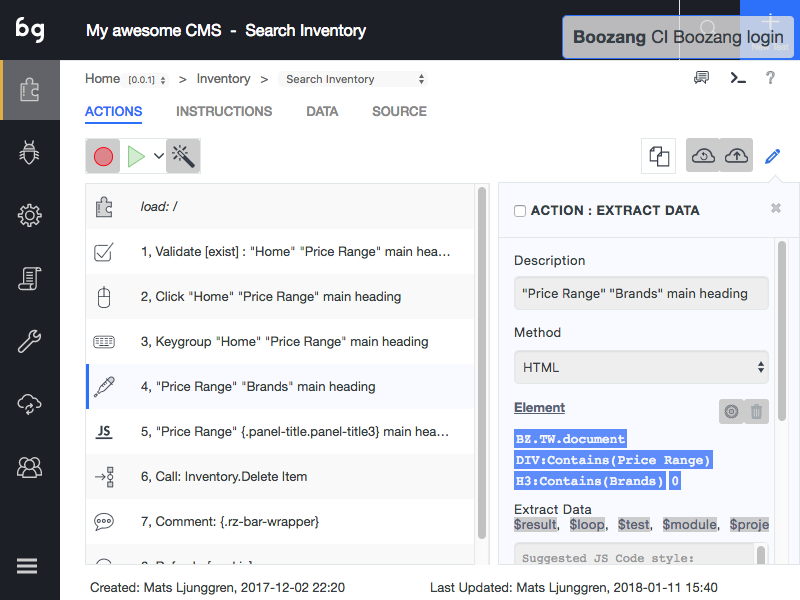 bg
My awesome CMS - Search Inventory
Boozang CI Boozang login
Home [0.0.1] > Inventory > Search Inventory
?
ACTIONS INSTRUCTIONS DATA SOURCE
load: /
1, Validate [exist] : "Home" "Price Range" main hea...
2, Click "Home" "Price Range" main heading
3, Keygroup "Home" "Price Range" main heading
4, "Price Range" "Brands" main heading
JS 5, "Price Range" {.panel-title.panel-title3} main hea...
6, Call: Inventory.Delete Item
7, Comment: {.rz-bar-wrapper}
ACTION : EXTRACT DATA
Description
"Price Range" "Brands" main heading
Method
HTML
Element
BZ.TW.document
DIV:Contains(Price Range)
H3:Contains(Brands) 0
Extract Data
$result, $loop, $test, $module, $proje
Suggested JS Code style:
Created: Mats Ljunggren, 2017-12-02 22:20
Last Updated: Mats Ljunggren, 2018-01-11 15:40